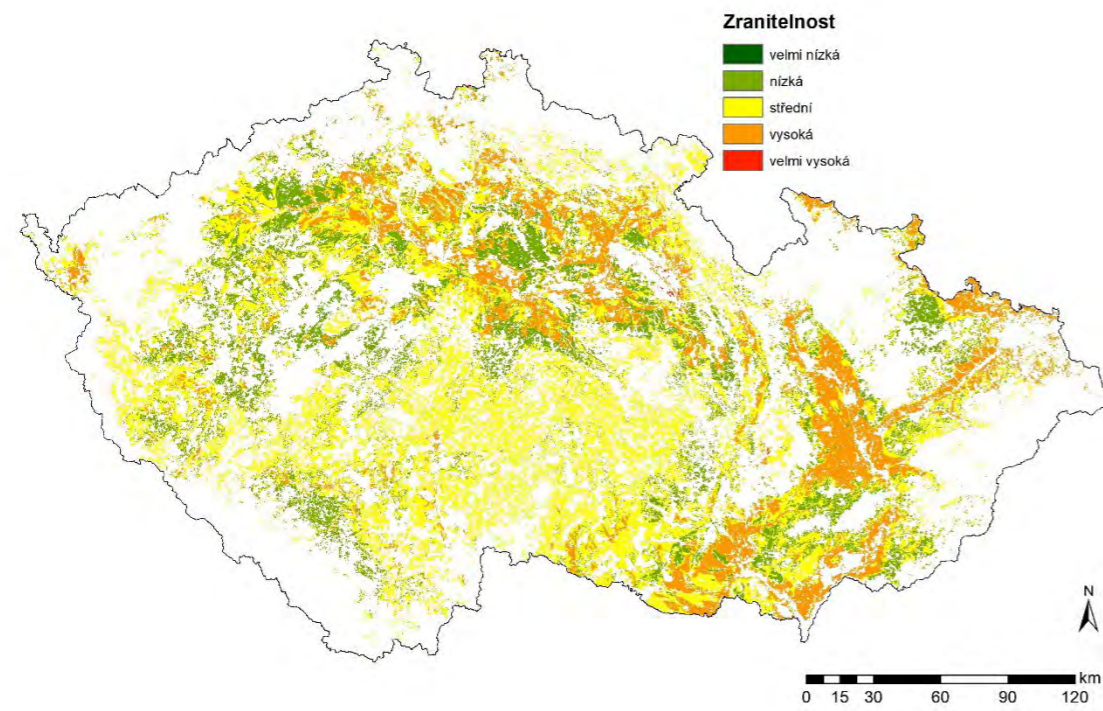 Zranitelnost
velmi nízká
nízká
střední
vysoká
velmi vysoká
N
km
0 15 30 60 90 120